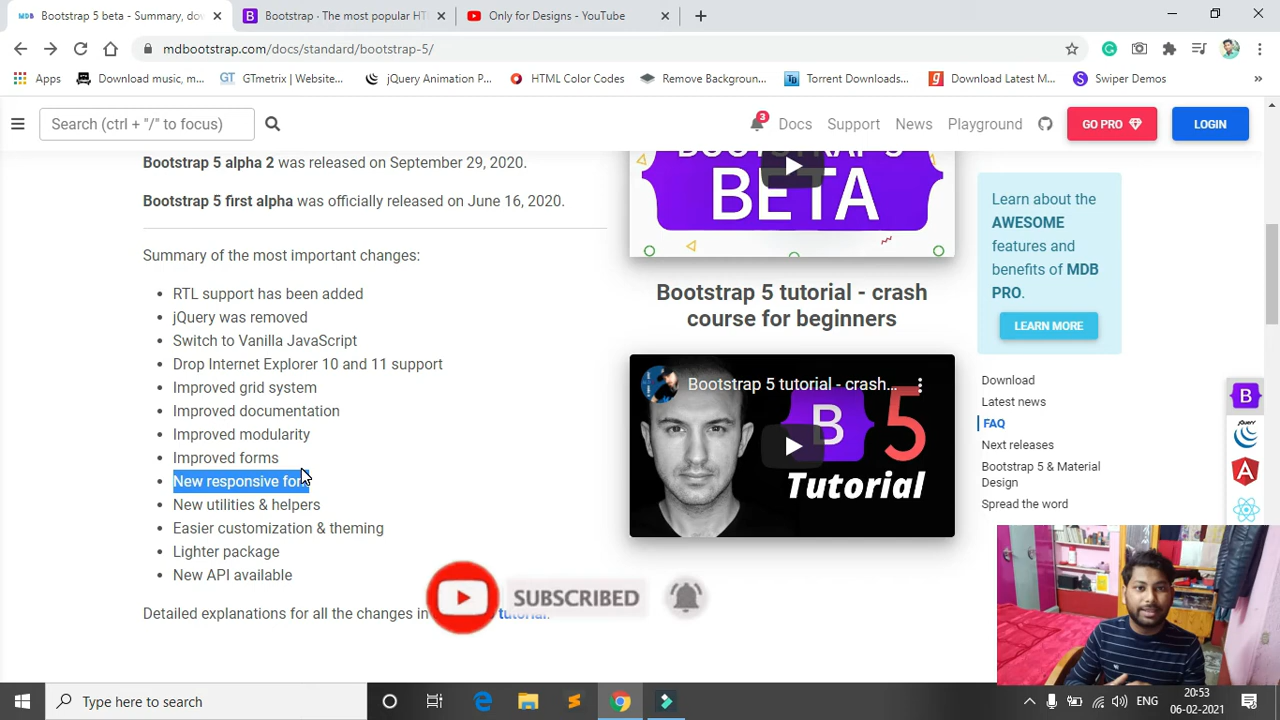 Bootstrap 5 beta - Summary, dov
Bootstrap · The most popular HT
Only for Designs - YouTube
mdbootstrap.com/docs/standard/bootstrap-5/
Apps
Download music, m...
GTmetrix | Website...
jQuery Animation P...
HTML Color Codes
Remove Backgroun...
Torrent Downloads...
Download Latest M...
Swiper Demos
»
Search (ctrl + "/" to focus)
3
Docs
Support
News
Playground
GO PRO
LOGIN
Bootstrap 5 alpha 2 was released on September 29, 2020.
Bootstrap 5 first alpha was officially released on June 16, 2020.
Summary of the most important changes:
RTL support has been added
jQuery was removed
Switch to Vanilla JavaScript
Drop Internet Explorer 10 and 11 support
Improved grid system
Improved documentation
Improved modularity
Improved forms
New responsive fon
New utilities & helpers
Easier customization & theming
Lighter package
New API available
Detailed explanations for all the changes in tutorial.
SUBSCRIBED
BOOTSTRAP 5
BETA
Bootstrap 5 tutorial - crash
course for beginners
Bootstrap 5 tutorial - crash...
B 5
Tutorial
Learn about the
AWESOME
features and
benefits of MDB
PRO.
LEARN MORE
Download
Latest news
FAQ
Next releases
Bootstrap 5 & Material
Design
Spread the word
B
jQuery
Type here to search
ENG
20:53
06-02-2021